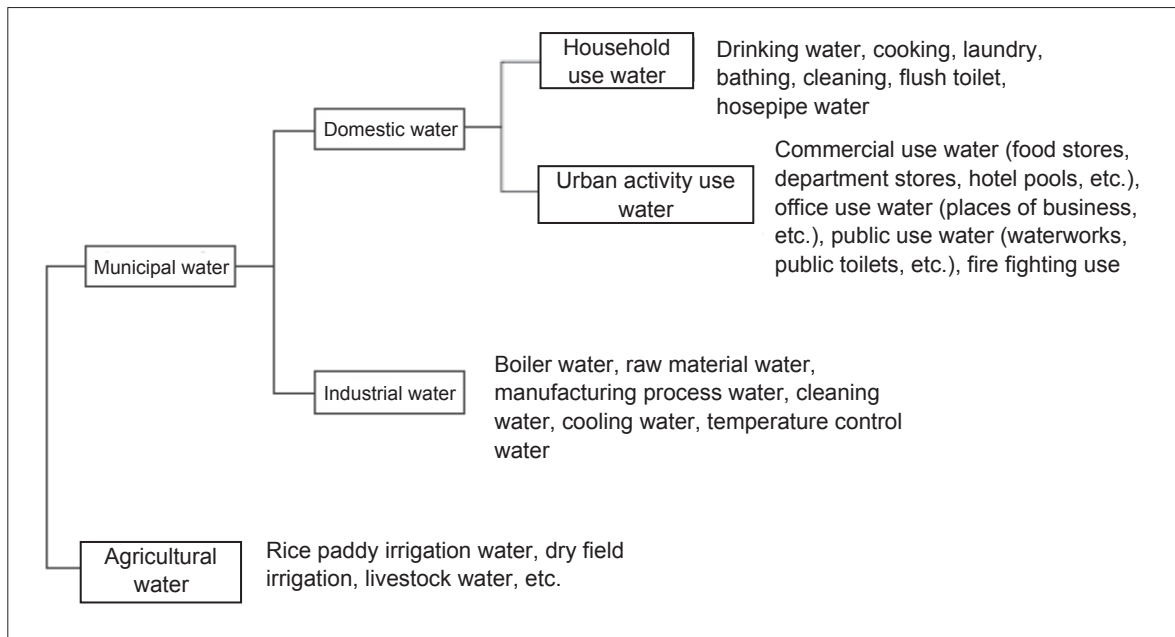 Household
use water
Drinking water, cooking, laundry,
bathing, cleaning, flush toilet,
hosepipe water
Domestic water
Urban activity use
water
Commercial use water (food stores,
department stores, hotel pools, etc.),
office use water (places of business,
etc.), public use water (waterworks,
public toilets, etc.), fire fighting use
Municipal water
Industrial water
Boiler water, raw material water,
manufacturing process water, cleaning
water, cooling water, temperature control
water
Agricultural
water
Rice paddy irrigation water, dry field
irrigation, livestock water, etc.